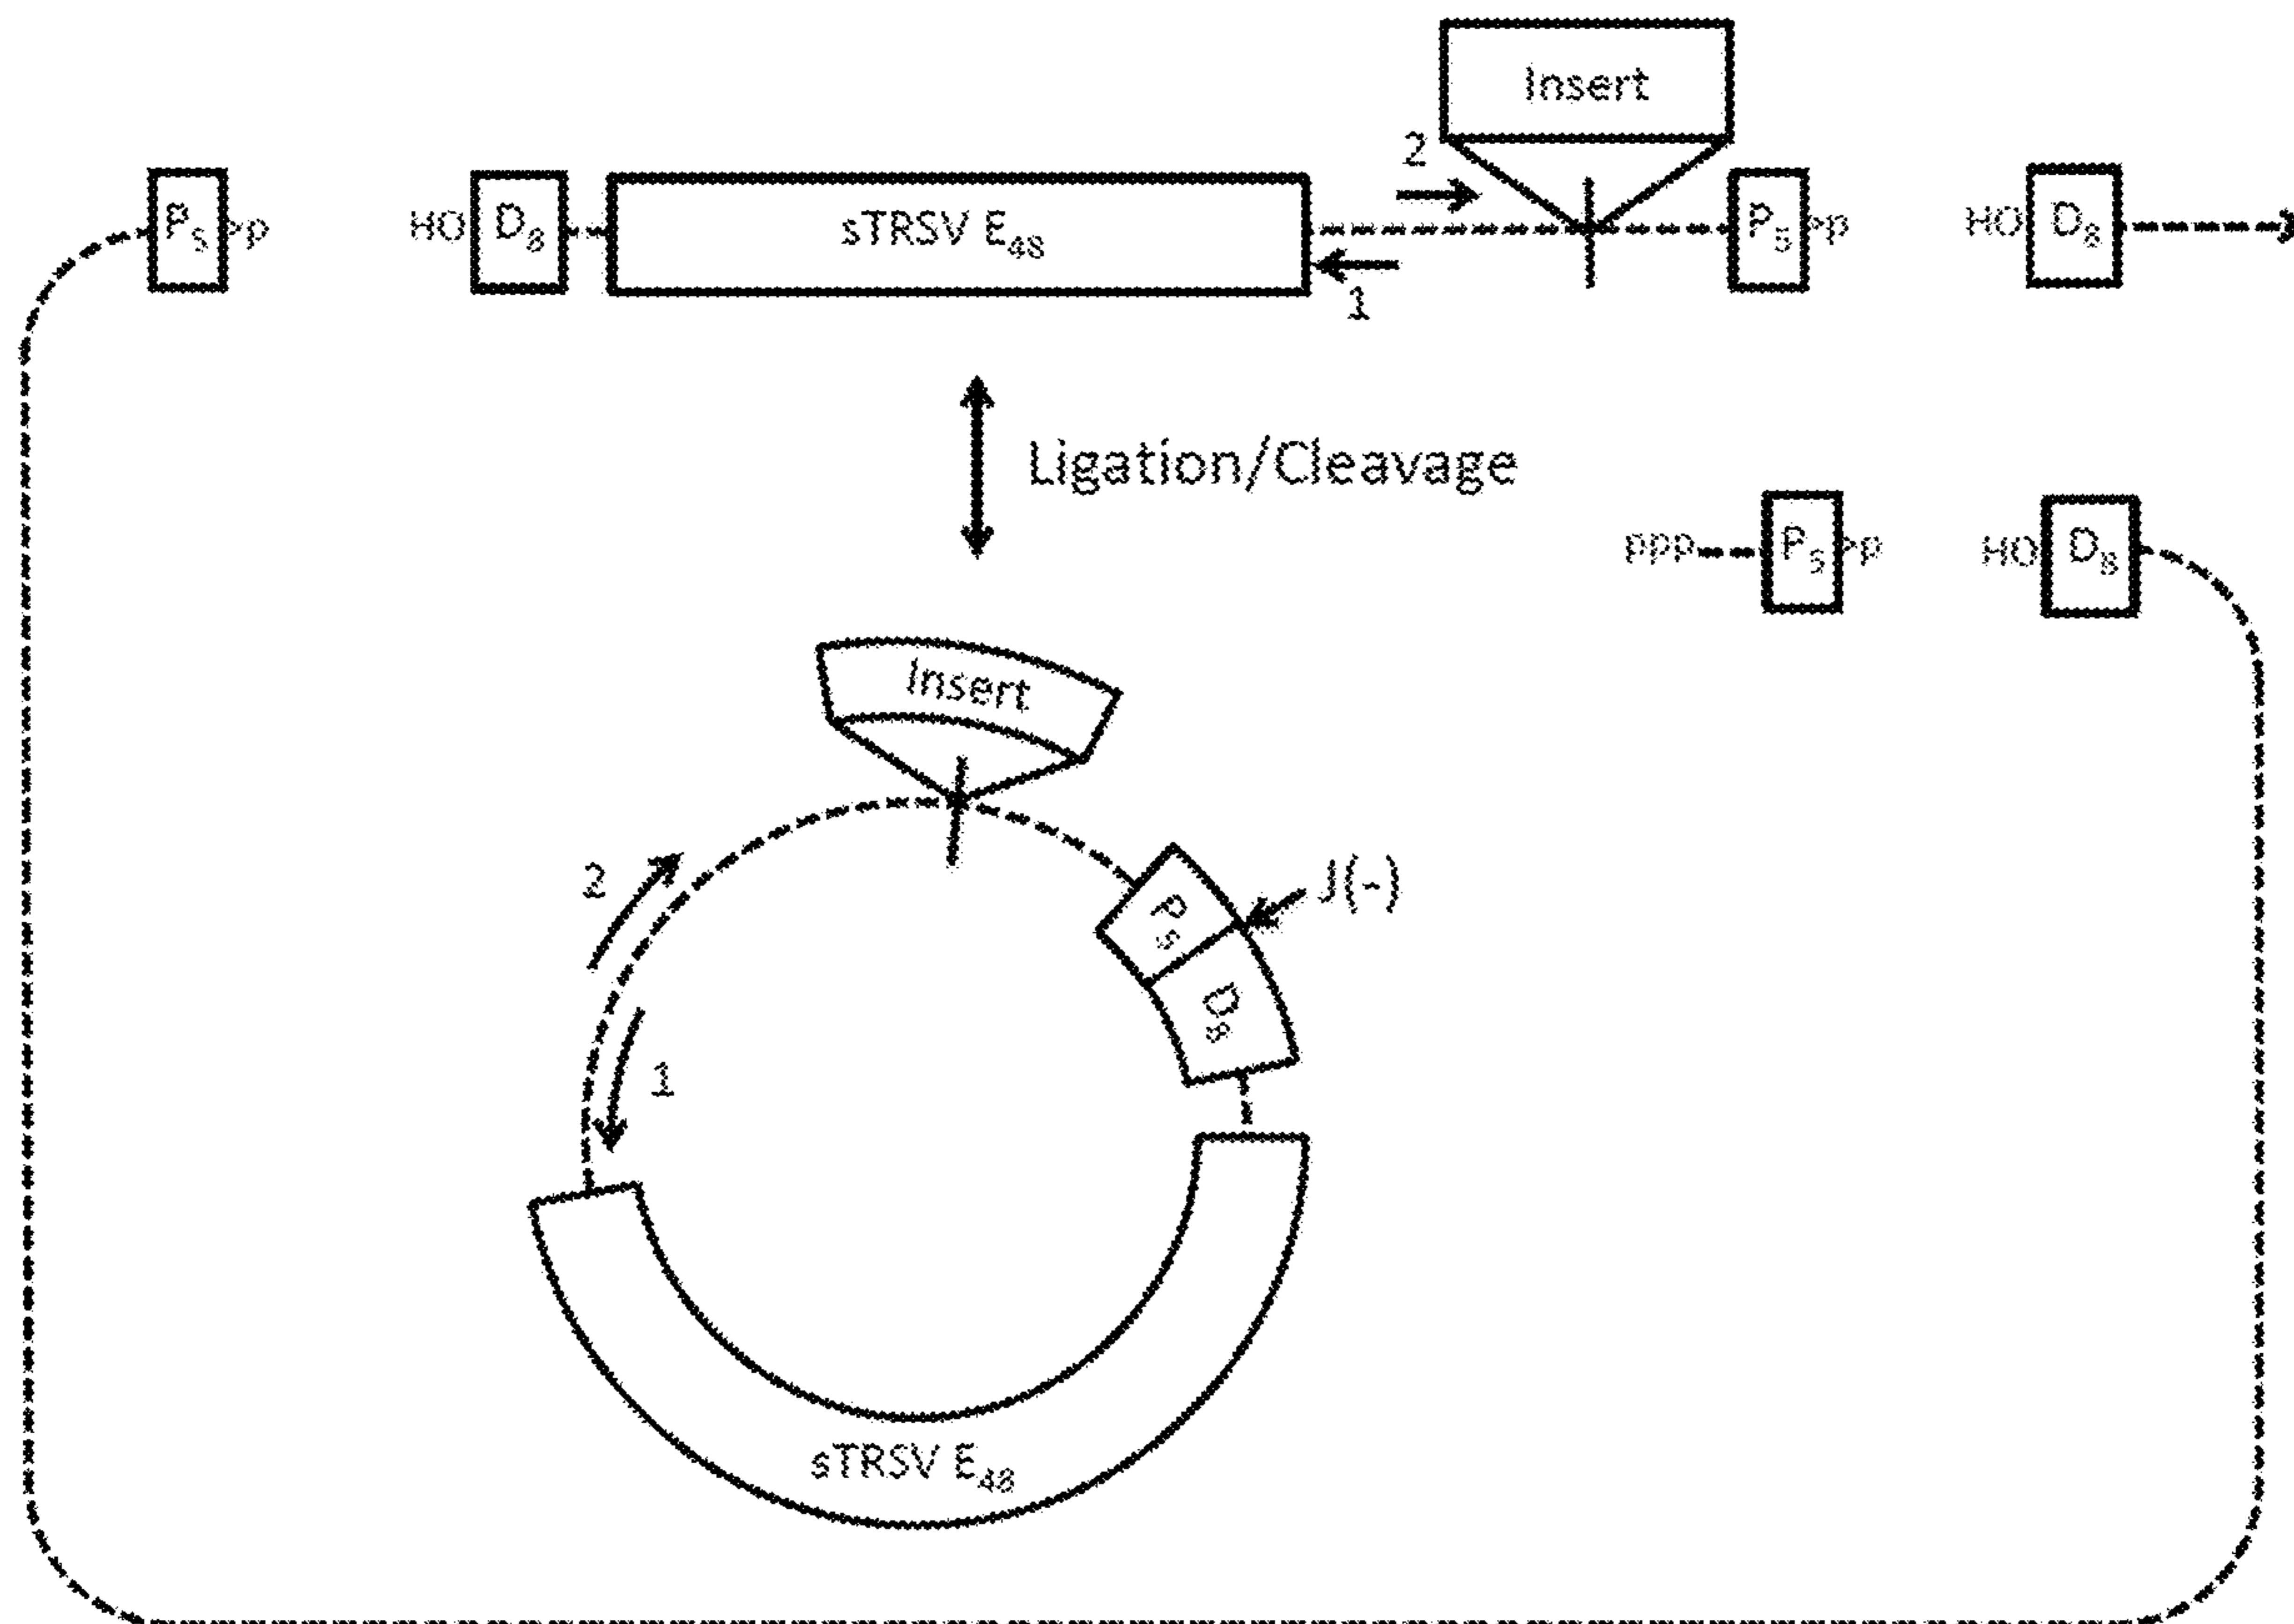 Insert
2
P5>p
HO D8
sTRSV E48
P5>p
HO D8
1
Ligation/Cleavage
ppp P5>p
HO D8
Insert
2
J(-)
P5
D8
1
sTRSV E48